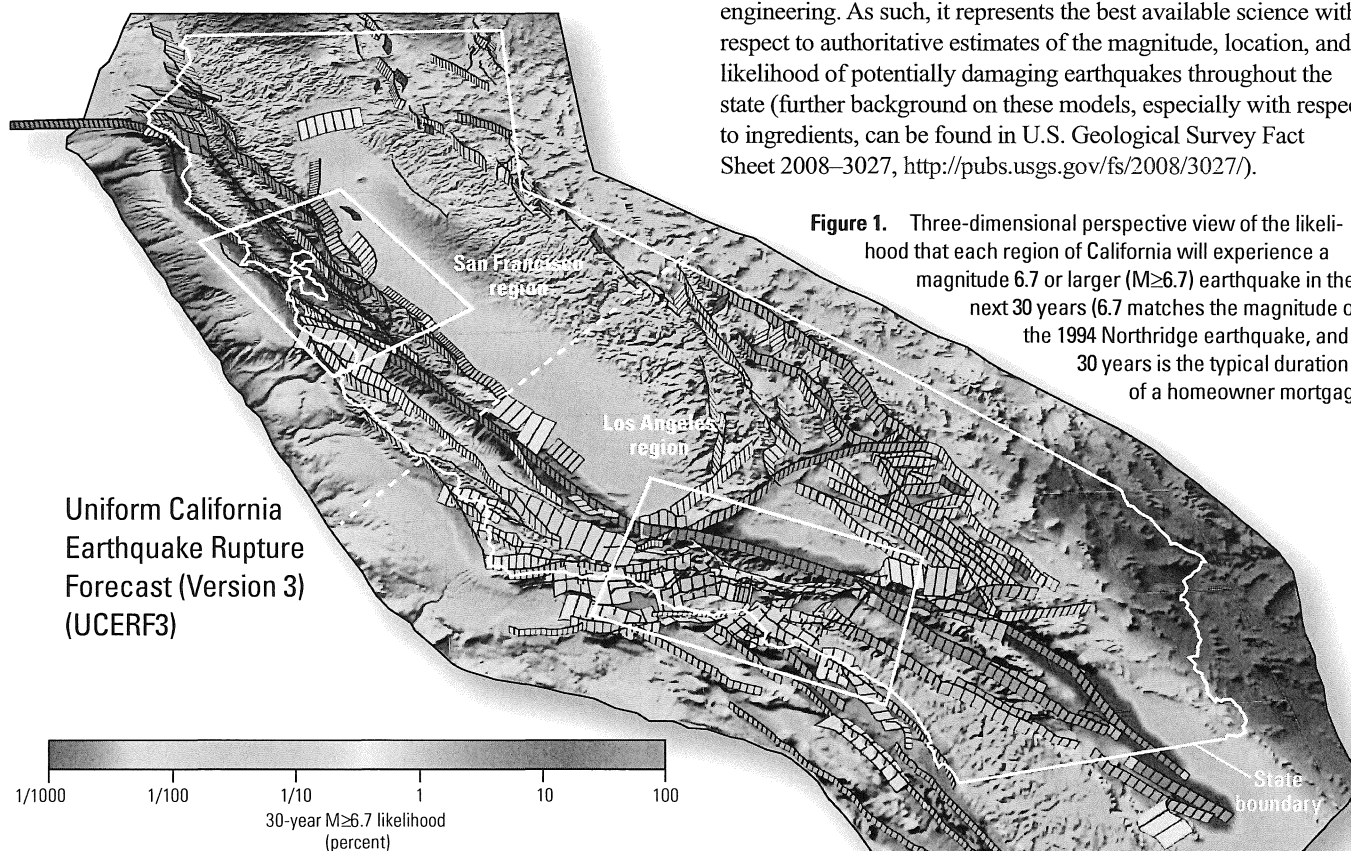 engineering. As such, it represents the best available science with
respect to authoritative estimates of the magnitude, location, and
likelihood of potentially damaging earthquakes throughout the
state (further background on these models, especially with respec
to ingredients, can be found in U.S. Geological Survey Fact
Sheet 2008–3027, http://pubs.usgs.gov/fs/2008/3027/).
Figure 1. Three-dimensional perspective view of the likeli-
hood that each region of California will experience a
magnitude 6.7 or larger (M≥6.7) earthquake in the
next 30 years (6.7 matches the magnitude o
the 1994 Northridge earthquake, and
30 years is the typical duration
of a homeowner mortgag
San Francisco
region
Los Angeles
region
Uniform California
Earthquake Rupture
Forecast (Version 3)
(UCERF3)
1/1000 1/100 1/10 1 10 100
30-year M≥6.7 likelihood
(percent)
State
boundary